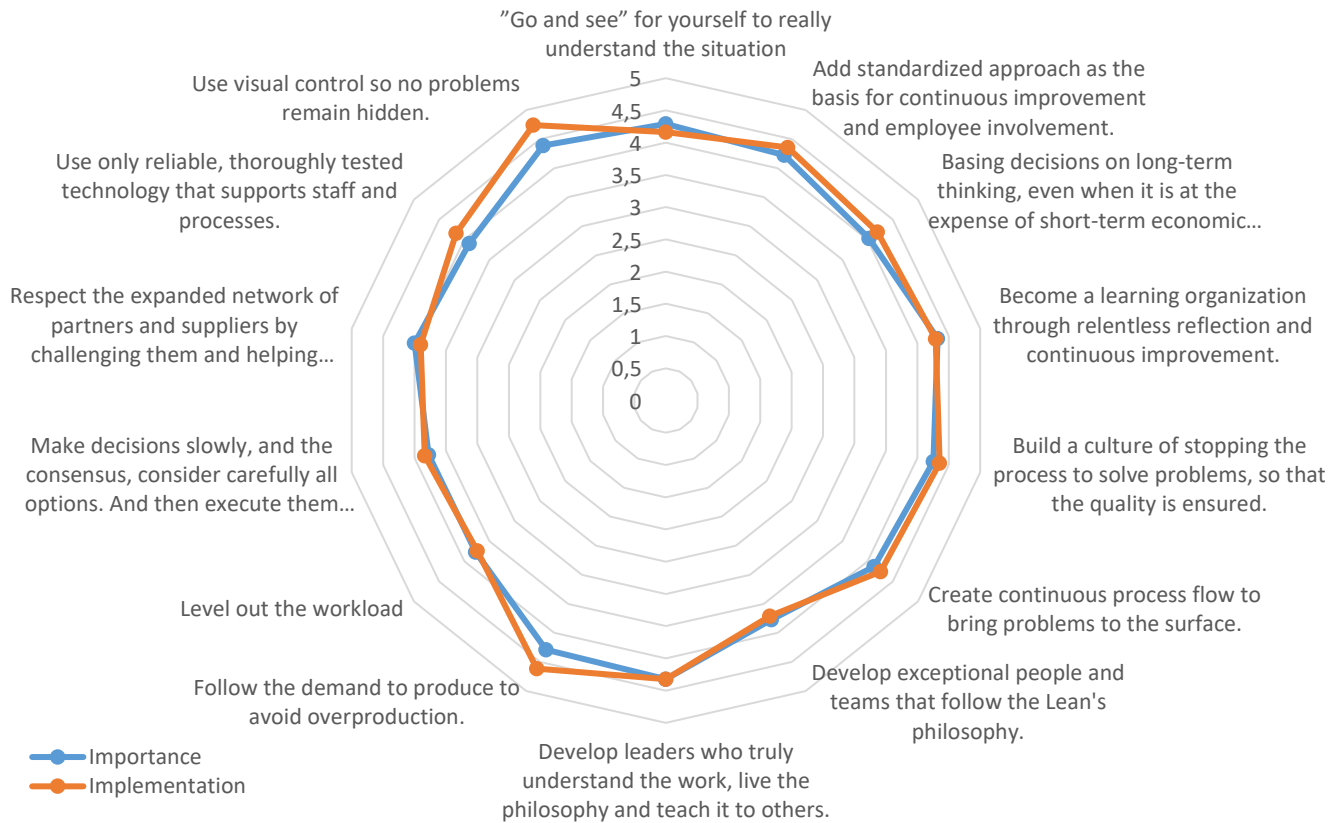 ”Go and see” for yourself to really
understand the situation
Add standardized approach as the
basis for continuous improvement
and employee involvement.
Basing decisions on long-term
thinking, even when it is at the
expense of short-term economic…
Become a learning organization
through relentless reflection and
continuous improvement.
Build a culture of stopping the
process to solve problems, so that
the quality is ensured.
Create continuous process flow to
bring problems to the surface.
Develop exceptional people and
teams that follow the Lean's
philosophy.
Develop leaders who truly
understand the work, live the
philosophy and teach it to others.
Follow the demand to produce to
avoid overproduction.
Level out the workload
Make decisions slowly, and the
consensus, consider carefully all
options. And then execute them…
Respect the expanded network of
partners and suppliers by
challenging them and helping…
Use only reliable, thoroughly tested
technology that supports staff and
processes.
Use visual control so no problems
remain hidden.
5
4,5
4
3,5
3
2,5
2
1,5
1
0,5
0
Importance
Implementation